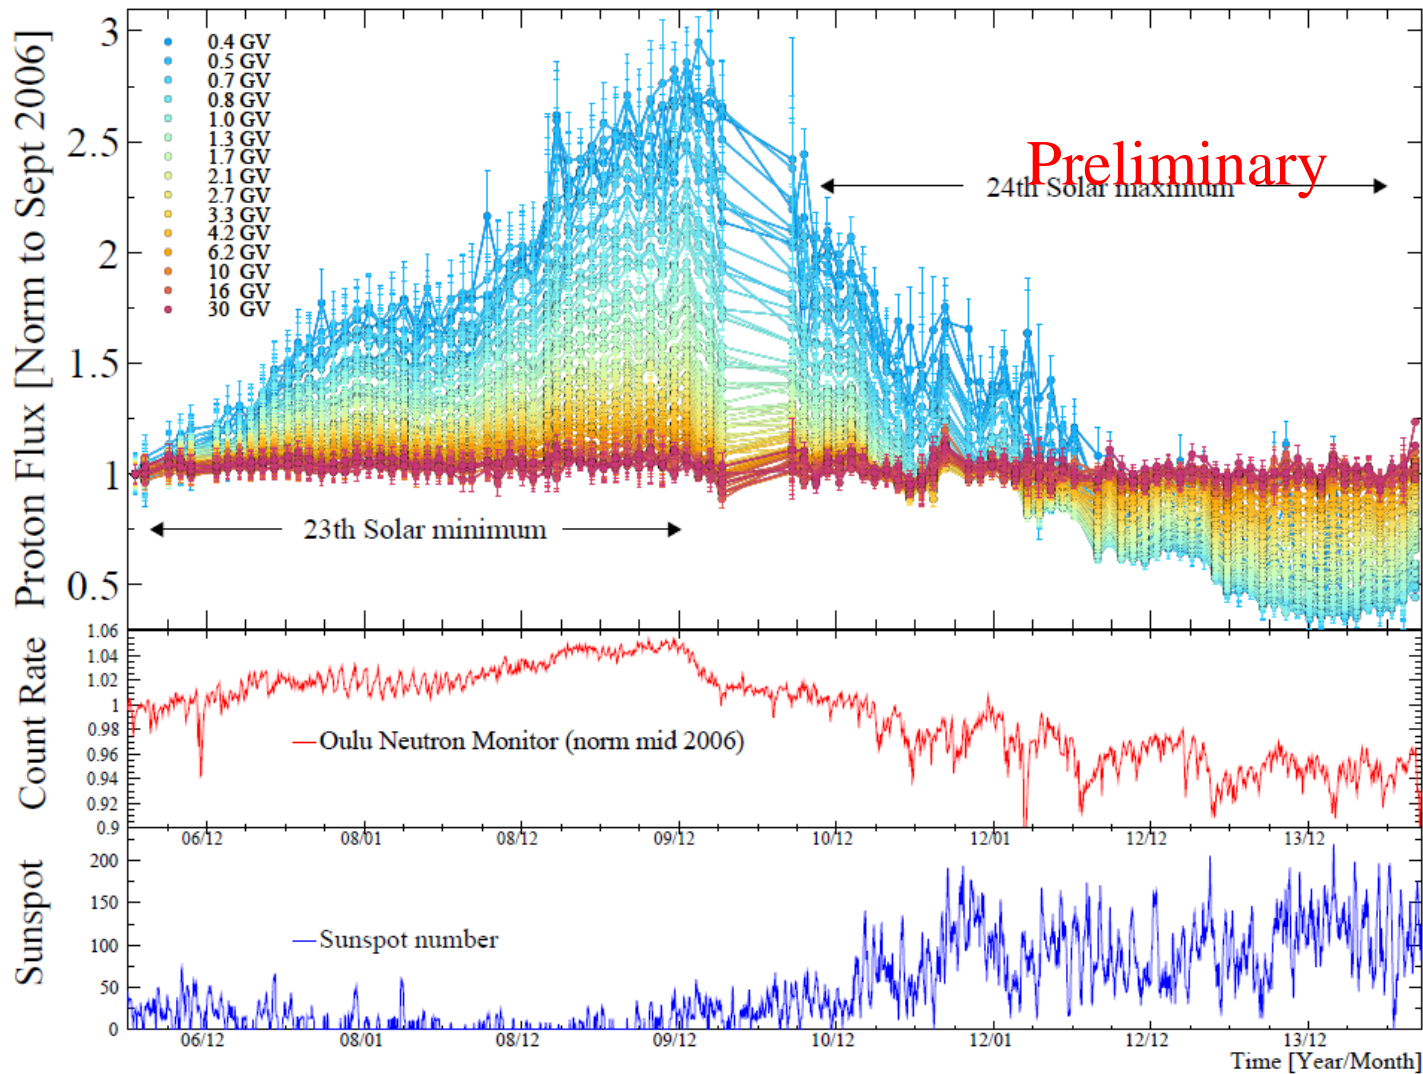 Proton Flux [Norm to Sept 2006]
3
2.5
2
1.5
1
0.5
0.4 GV
0.5 GV
0.7 GV
0.8 GV
1.0 GV
1.3 GV
1.7 GV
2.1 GV
2.7 GV
3.3 GV
4.2 GV
6.2 GV
10 GV
16 GV
30 GV
Preliminary
24th Solar maximum
23th Solar minimum
Count Rate
1.06
1.04
1.02
1
0.98
0.96
0.94
0.92
0.9
Oulu Neutron Monitor (norm mid 2006)
06/12 08/01 08/12 09/12 10/12 12/01 12/12 13/12
Sunspot
200
150
100
50
0
Sunspot number
06/12 08/01 08/12 09/12 10/12 12/01 12/12 13/12
Time [Year/Month]